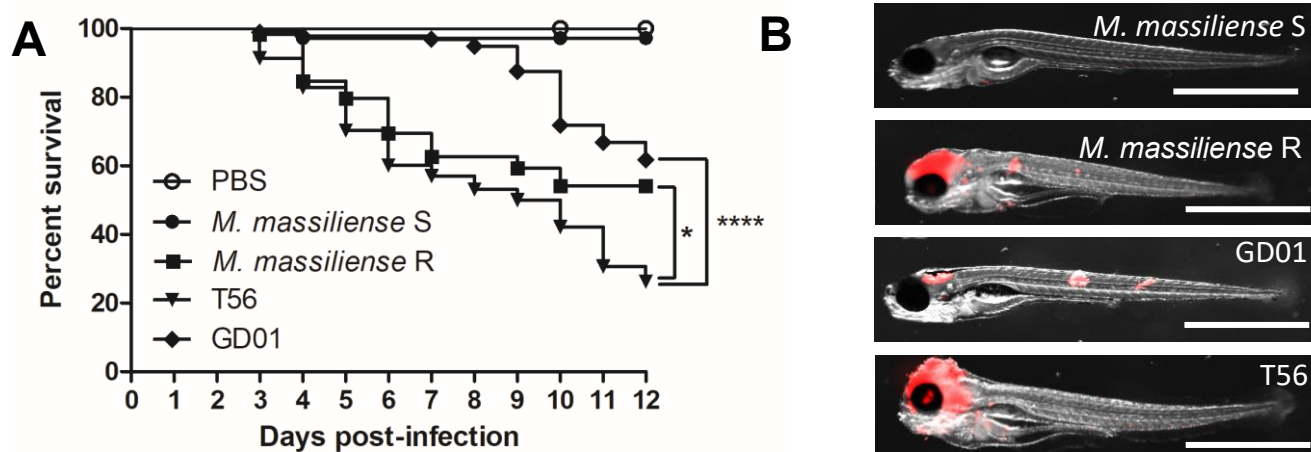 A
Percent survival
100
80
60
40
20
0
PBS
M. massiliense S
M. massiliense R
T56
GD01
*
****
0 1 2 3 4 5 6 7 8 9 10 11 12
Days post-infection
B
M. massiliense S
M. massiliense R
GD01
T56